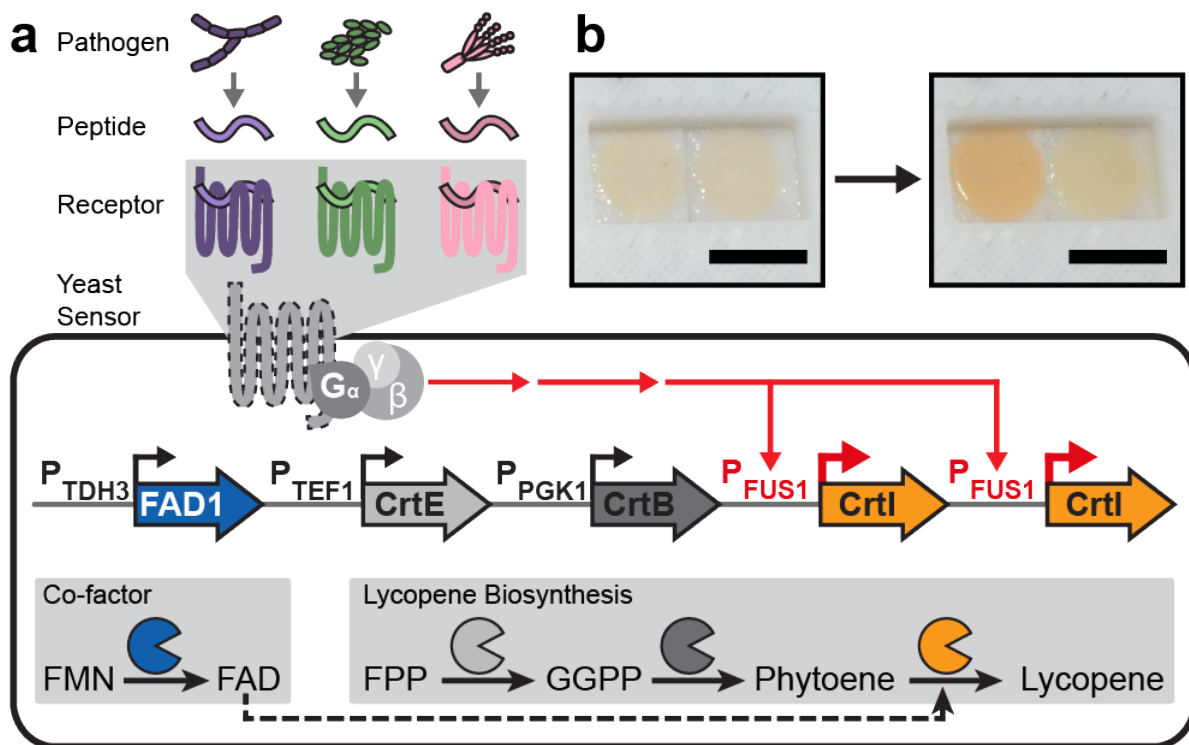 a
Pathogen
Peptide
Receptor
Yeast
Sensor
b
Gα
γ
β
PTDH3
FAD1
PTEF1
CrtE
PPGK1
CrtB
PFUS1
CrtI
PFUS1
CrtI
Co-factor
FMN
FAD
Lycopene Biosynthesis
FPP
GGPP
Phytoene
Lycopene